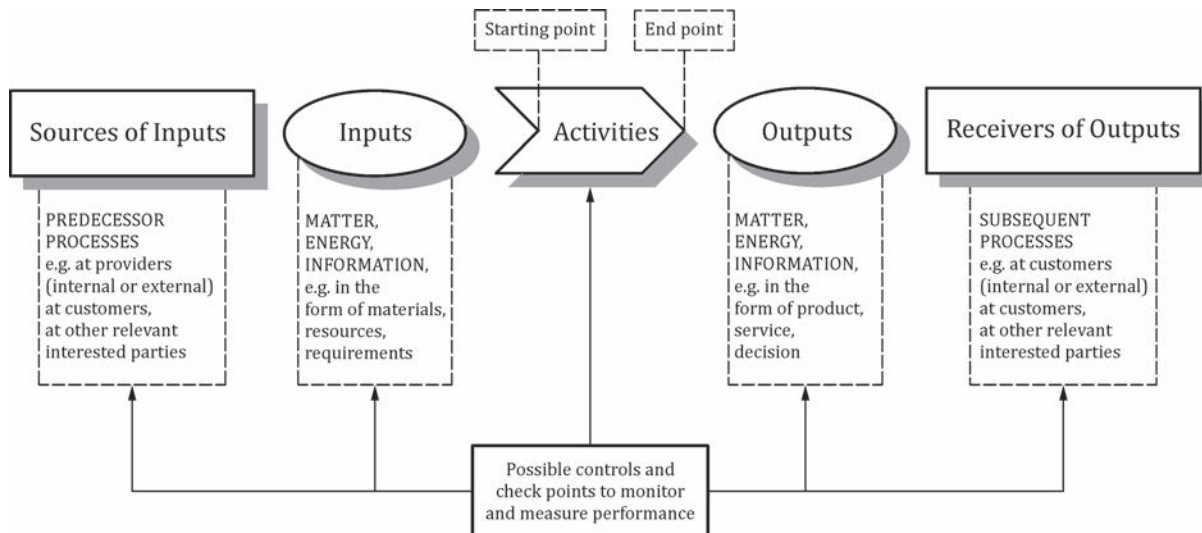 Starting point
End point
Sources of Inputs
Inputs
Activities
Outputs
Receivers of Outputs
PREDECESSOR
PROCESSES
e.g. at providers
(internal or external)
at customers,
at other relevant
interested parties
MATTER,
ENERGY,
INFORMATION,
e.g. in the
form of materials,
resources,
requirements
MATTER,
ENERGY,
INFORMATION,
e.g. in the
form of product,
service,
decision
SUBSEQUENT
PROCESSES
e.g. at customers
(internal or external)
at customers,
at other relevant
interested parties
Possible controls and
check points to monitor
and measure performance